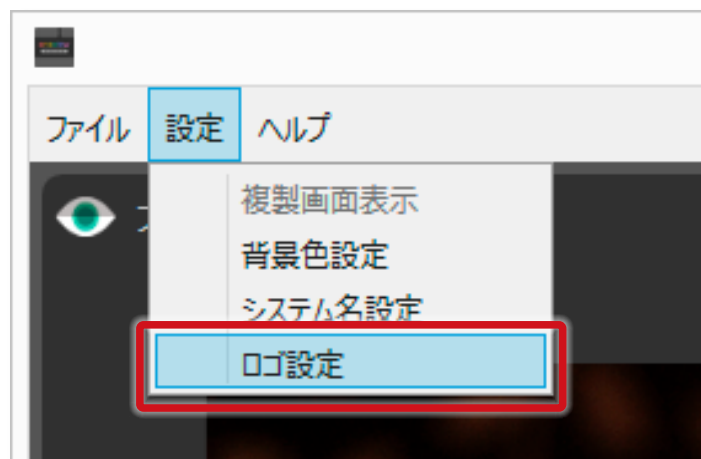 ファイル 設定 ヘルプ
複製画面表示
背景色設定
システム名設定
ロゴ設定